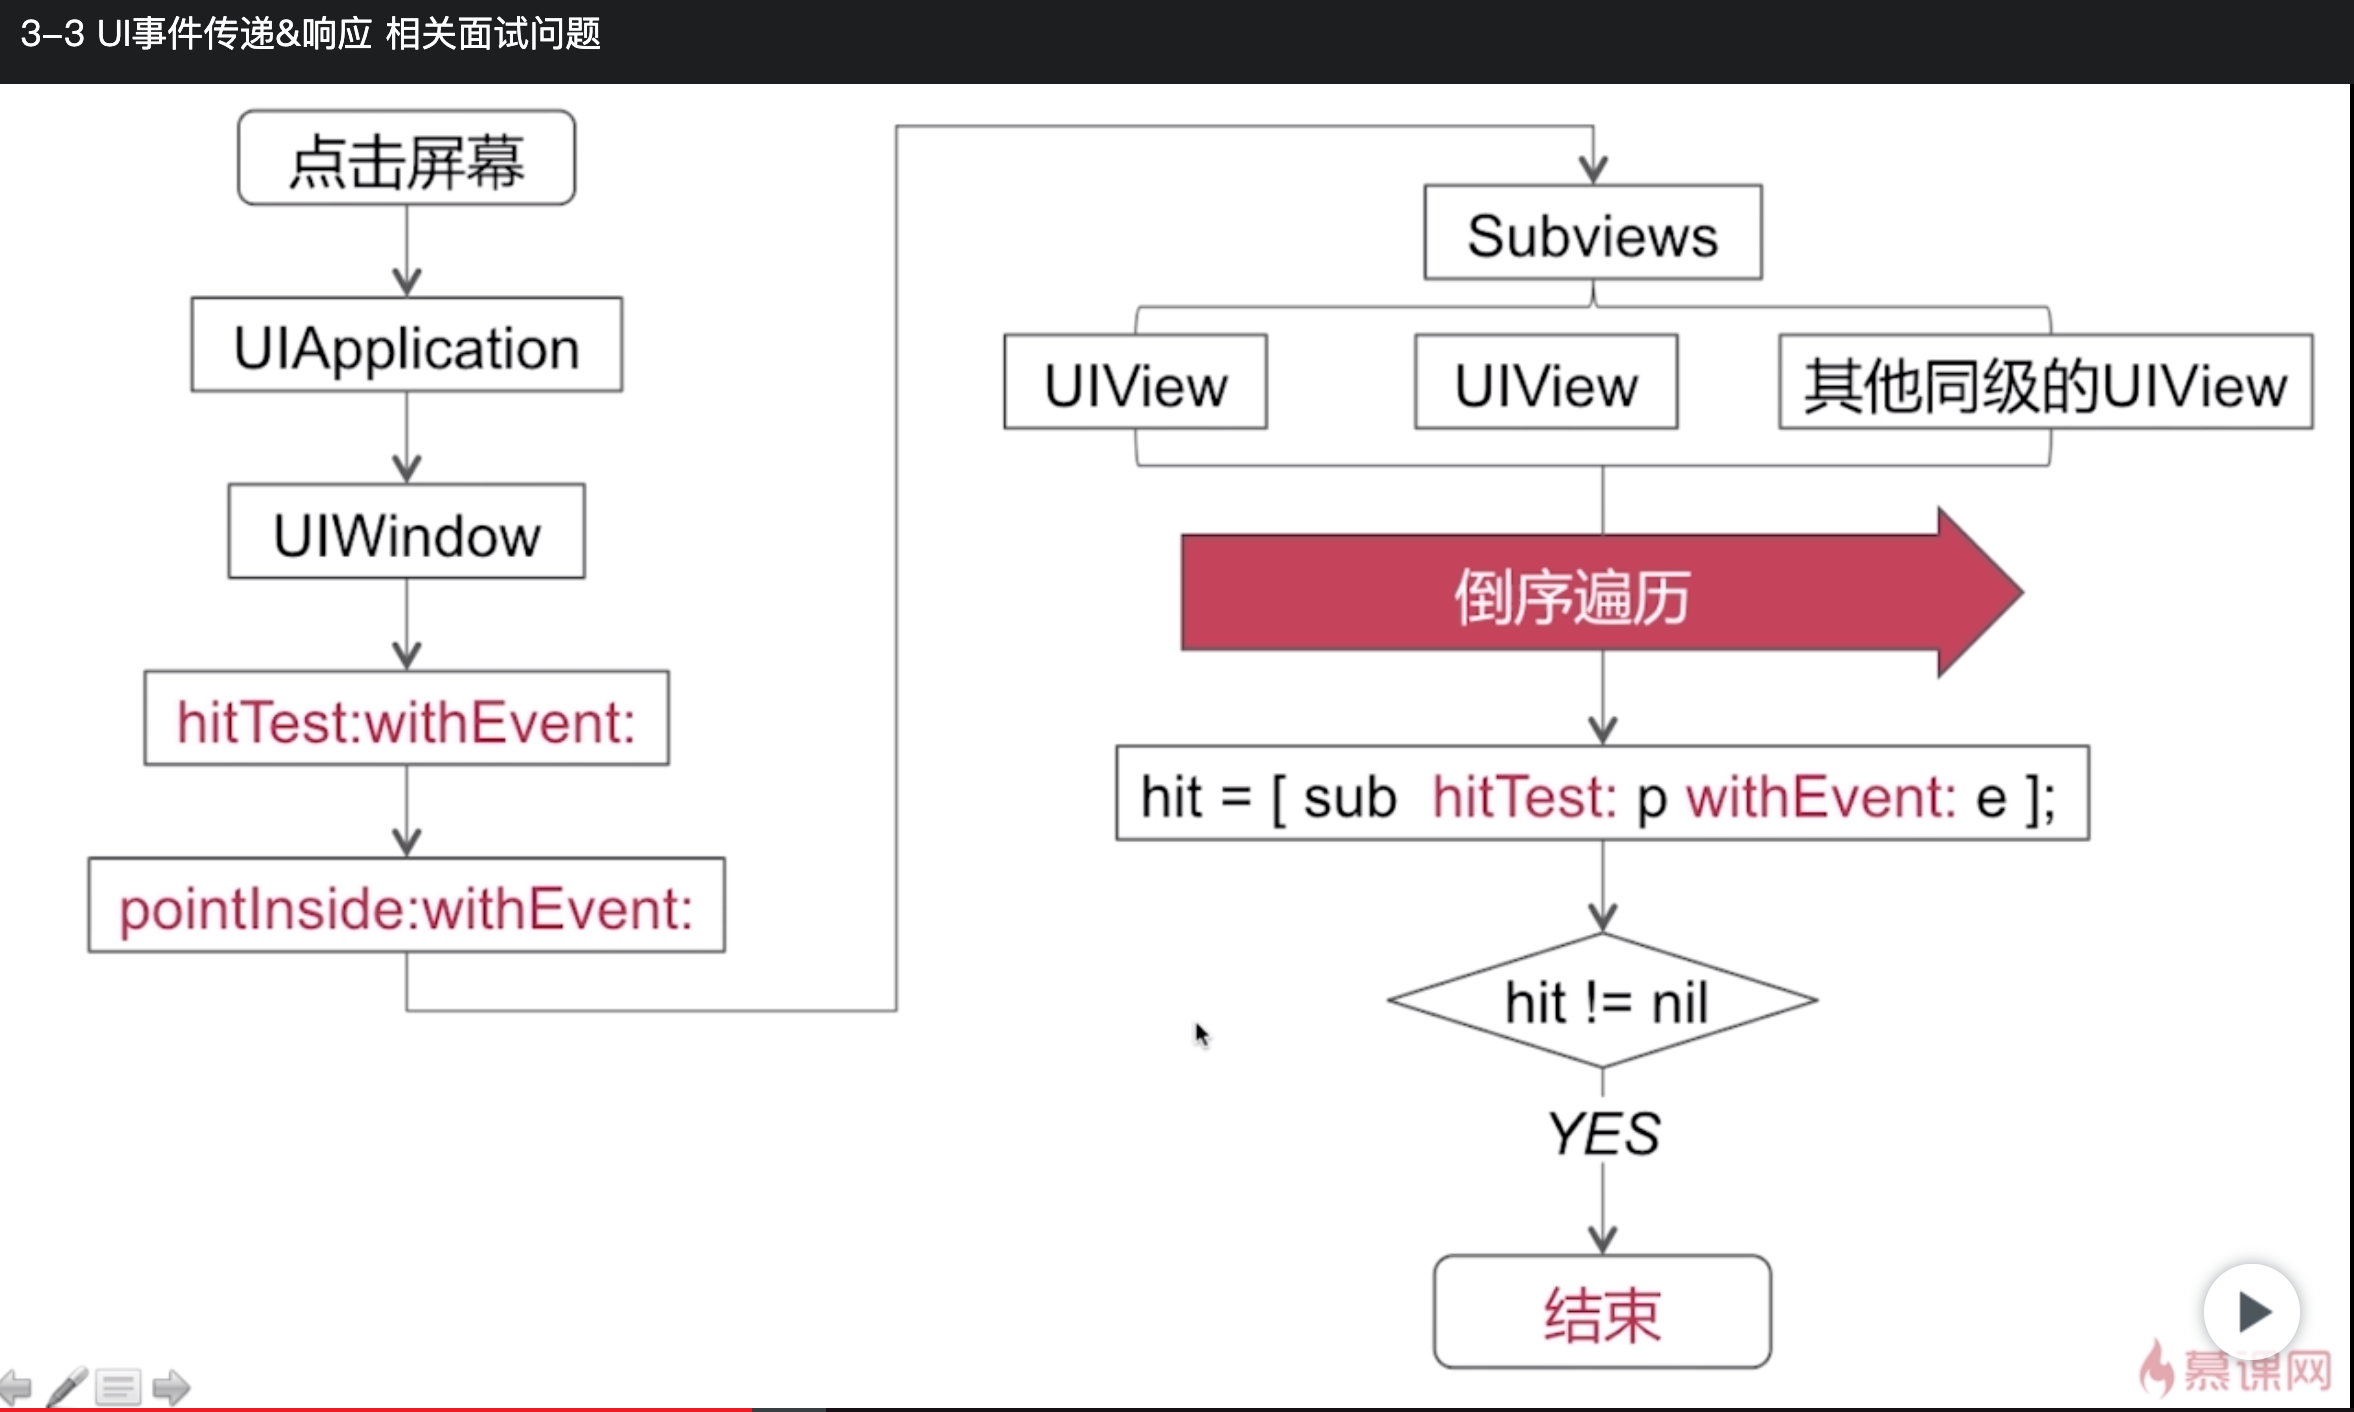 3-3 UI事件传递&响应 相关面试问题
点击屏幕
UIApplication
UIWindow
hitTest:withEvent:
pointInside:withEvent:
Subviews
UIView
UIView
其他同级的UIView
倒序遍历
hit = [ sub hitTest: p withEvent: e ];
hit != nil
YES
结束
慕课网